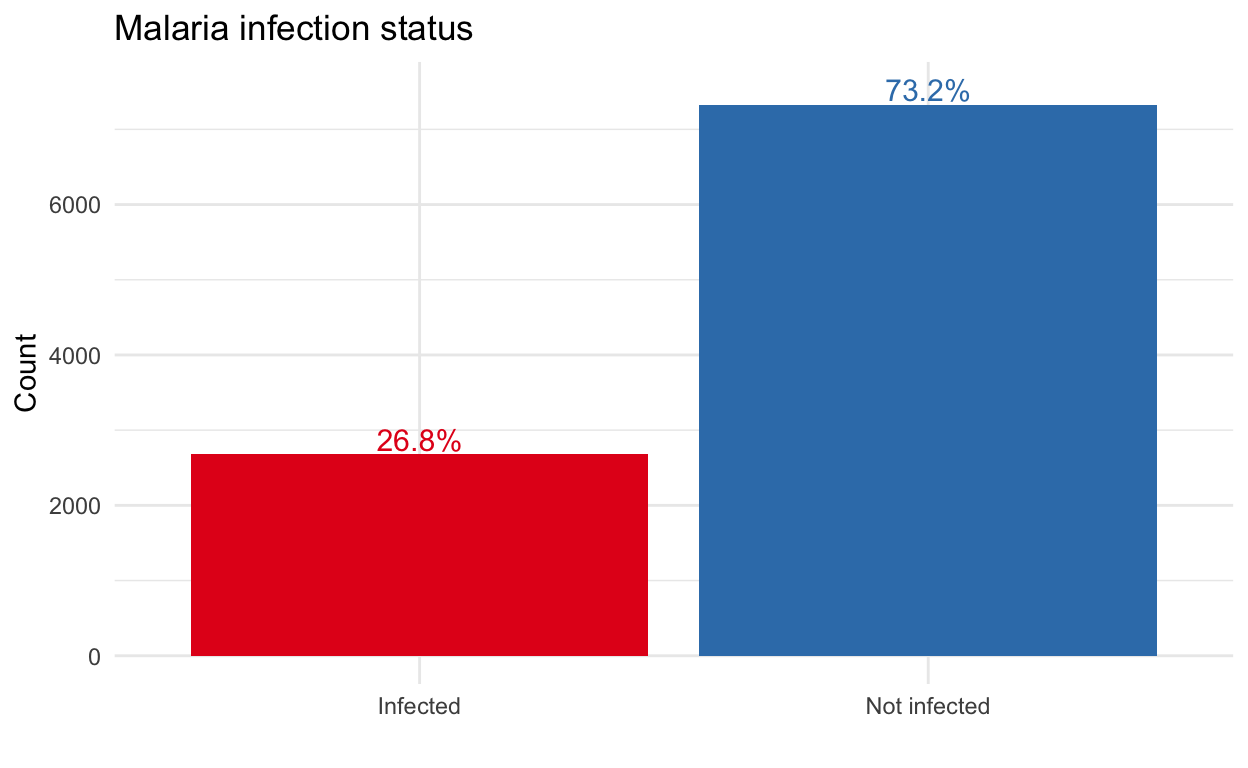 Malaria infection status
73.2%
6000
Count
4000
26.8%
2000
0
Infected
Not infected